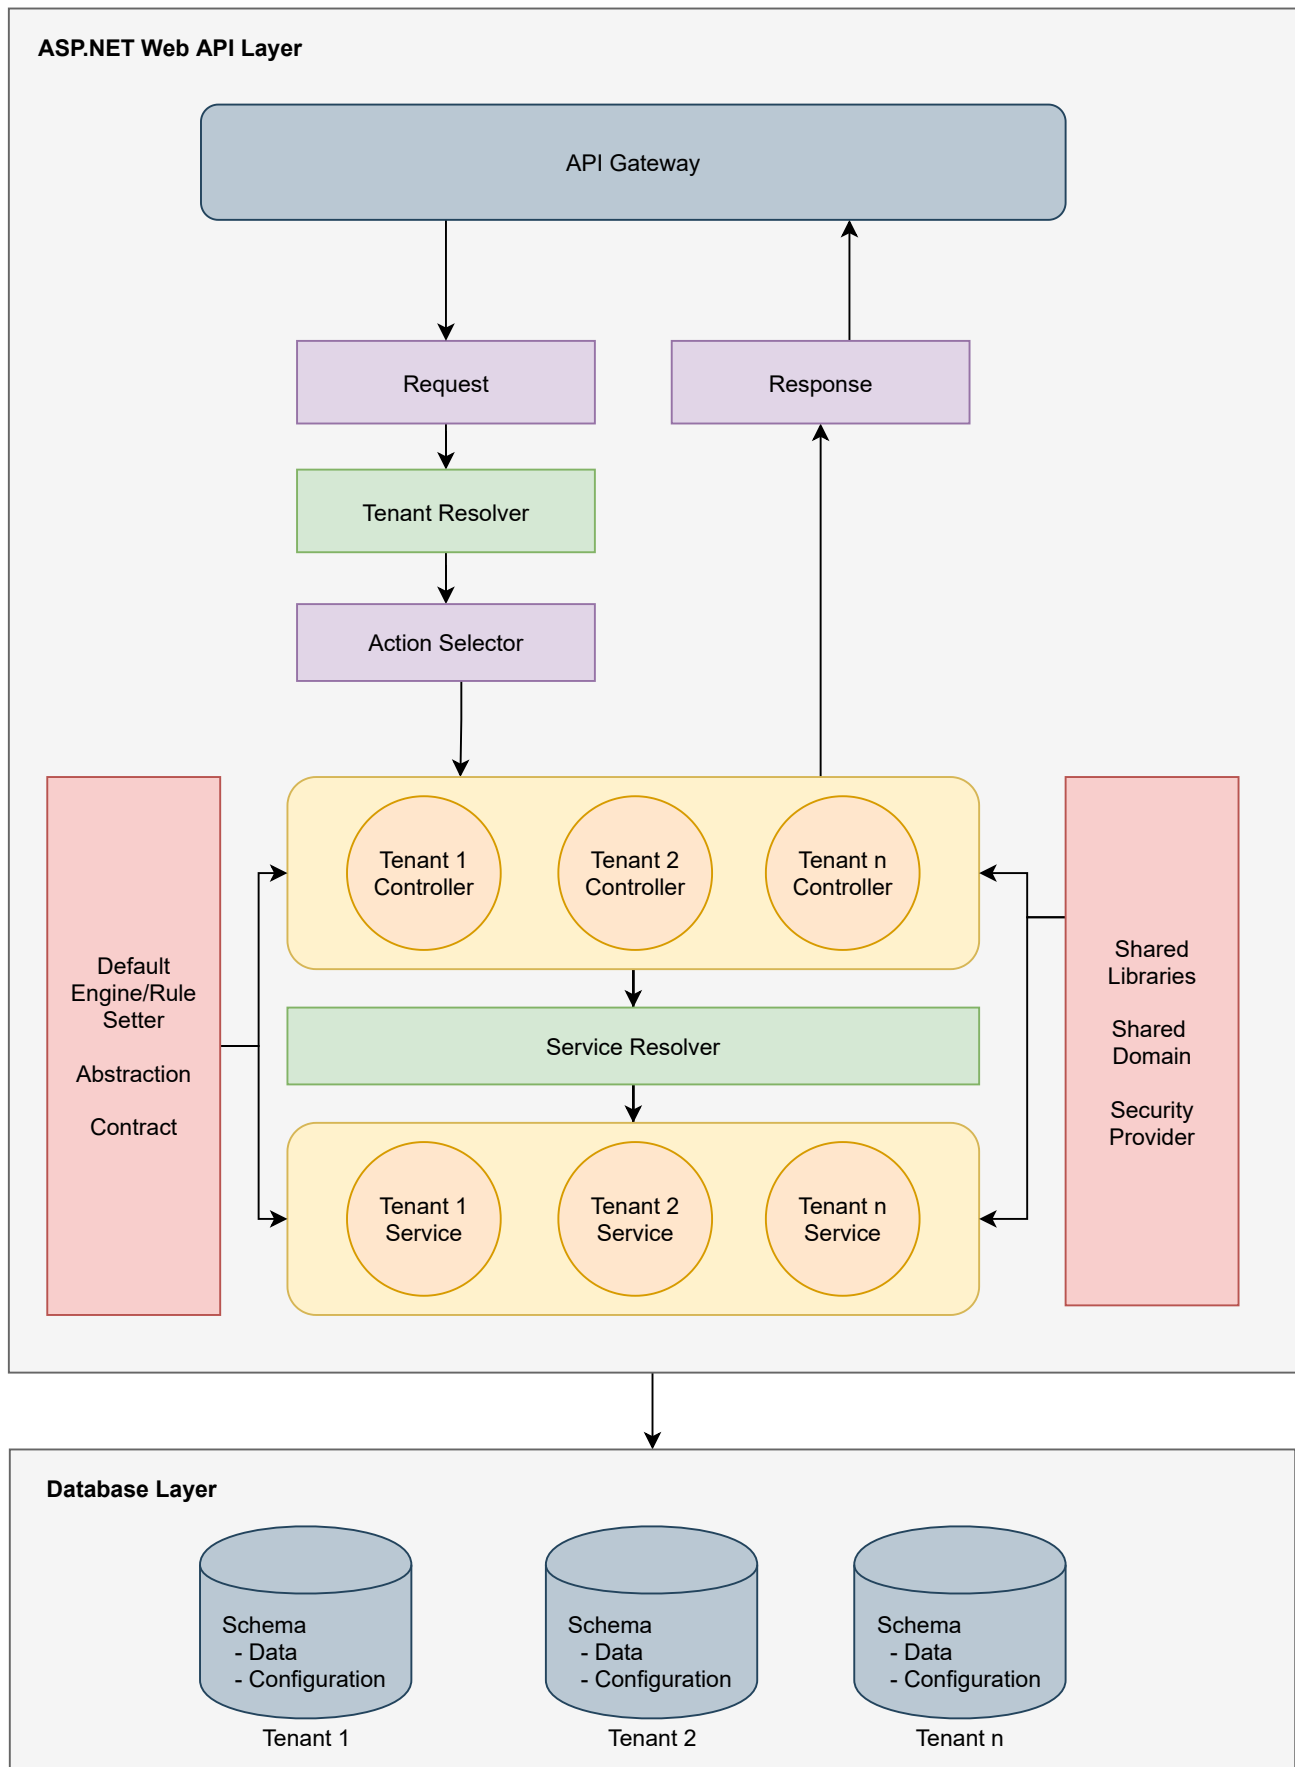 ASP.NET Web API Layer
API Gateway
Request
Response
Tenant Resolver
Action Selector
Tenant 1
Controller
Tenant 2
Controller
Tenant n
Controller
Default
Engine/Rule
Setter
Abstraction
Contract
Shared
Libraries
Shared
Domain
Security
Provider
Service Resolver
Tenant 1
Service
Tenant 2
Service
Tenant n
Service
Database Layer
Schema
- Data
- Configuration
Tenant 1
Schema
- Data
- Configuration
Tenant 2
Schema
- Data
- Configuration
Tenant n